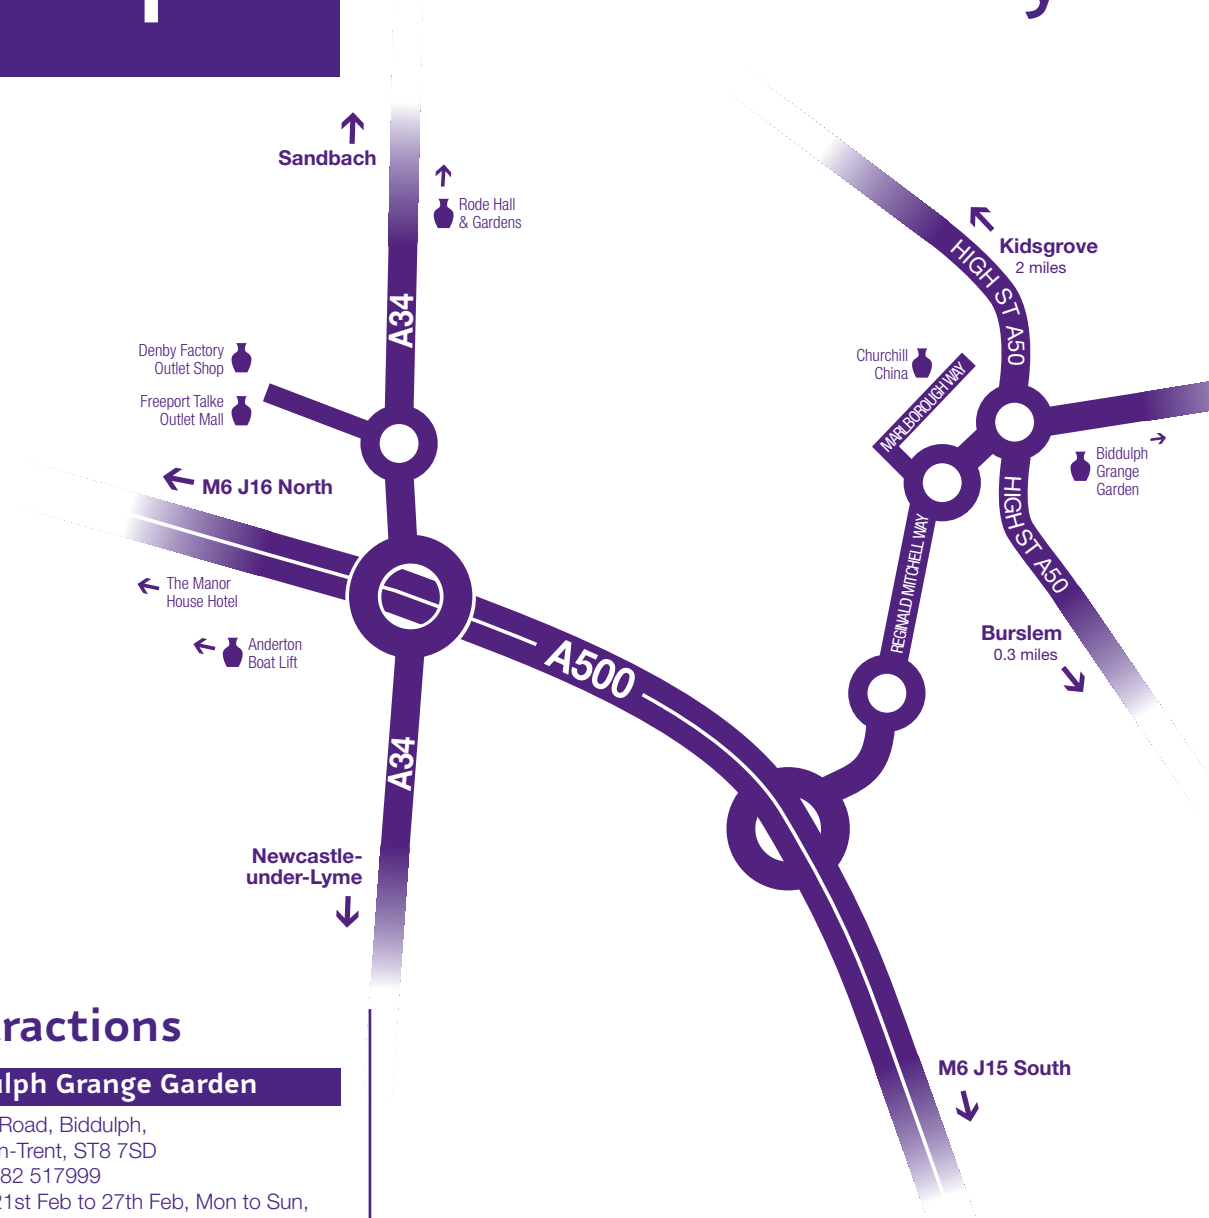 Sandbach
Rode Hall
& Gardens
A34
Kidsgrove
2 miles
HIGH ST A50
Denby Factory
Outlet Shop
Freeport Talke
Outlet Mall
Churchill
China
MARLBOROUGH WAY
Biddulph
Grange
Garden
M6 J16 North
HIGH ST A50
REGINALD MITCHELL WAY
The Manor
House Hotel
Anderton
Boat Lift
Burslem
0.3 miles
A500
A34
Newcastle-
under-Lyme
M6 J15 South
ractions
ulph Grange Garden
Road, Biddulph,
n-Trent, ST8 7SD
82 517999
21st Feb to 27th Feb, Mon to Sun,